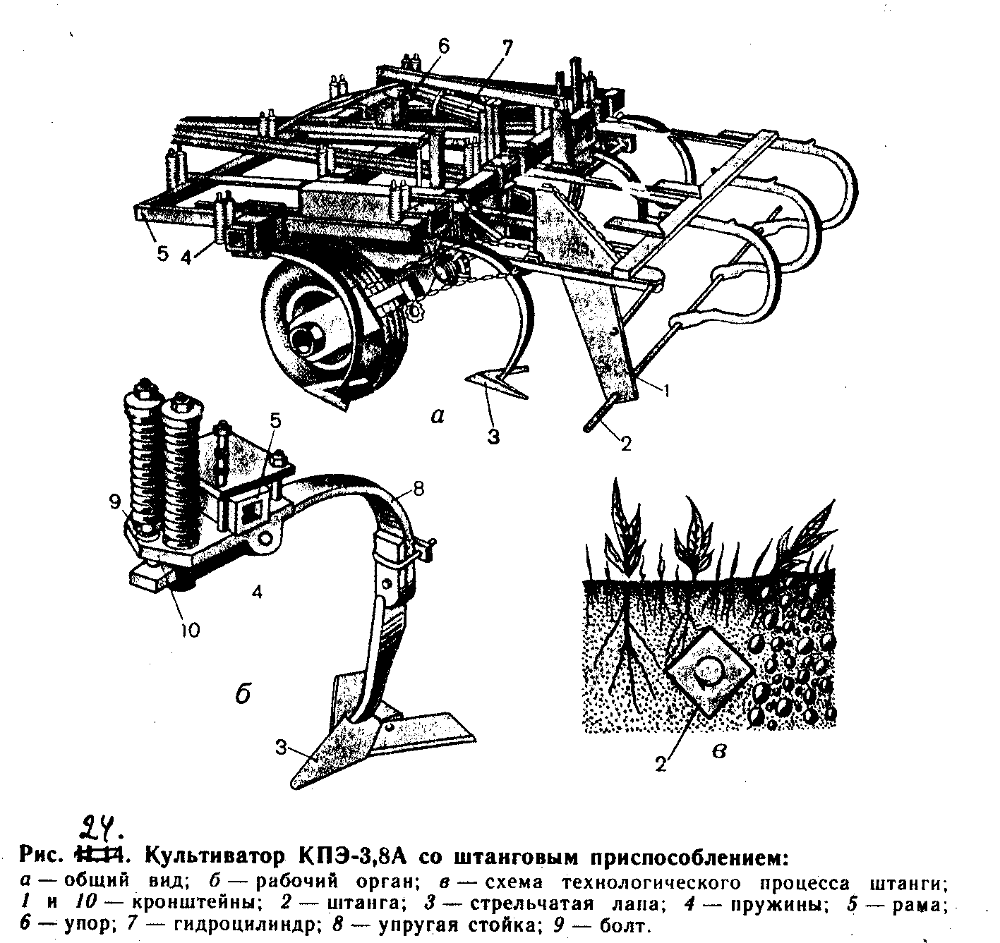 6
7
5
4
1
а
3
2
5
8
9
4
10
б
3
2
в
24.
Рис. 11.14. Культиватор КПЭ-3,8А со штанговым приспособлением:
а — общий вид; б — рабочий орган; в — схема технологического процесса штанги;
1 и 10 — кронштейны; 2 — штанга; 3 — стрельчатая лапа; 4 — пружины; 5 — рама;
6 — упор; 7 — гидроцилиндр; 8 — упругая стойка; 9 — болт.